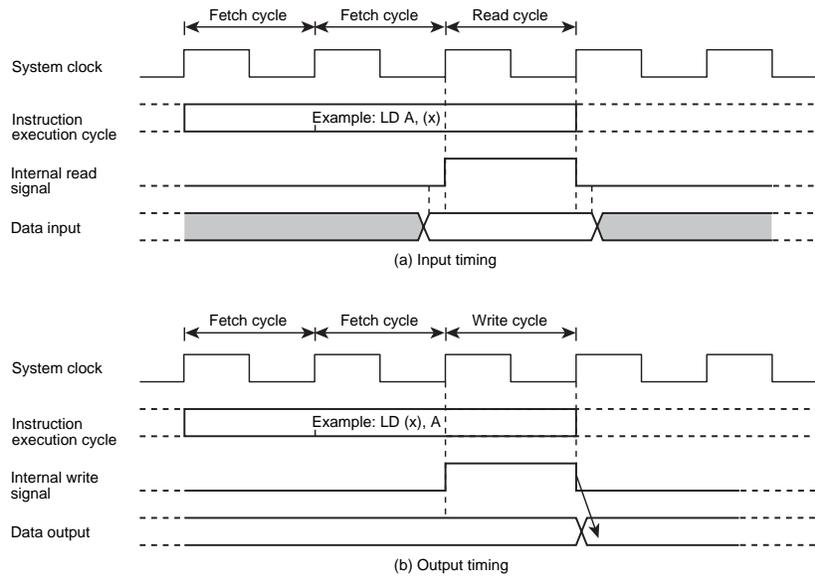 Fetch cycle Fetch cycle Read cycle
System clock
Instruction
execution cycle
Example: LD A, (x)
Internal read
signal
Data input
(a) Input timing
Fetch cycle Fetch cycle Write cycle
System clock
Instruction
execution cycle
Example: LD (x), A
Internal write
signal
Data output
(b) Output timing